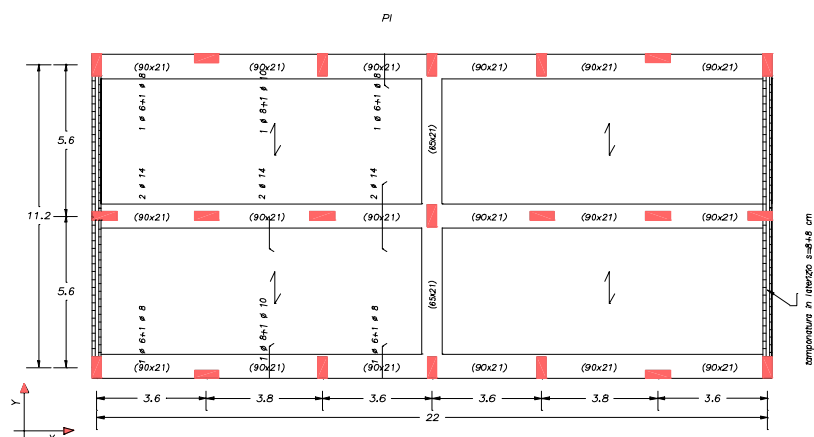 PI
(90x21) (90x21) (90x21) (90x21) (90x21) (90x21)
1 ø 6+1 ø 8
1 ø 8+1 ø 10
1 ø 6+1 ø 8
5.6
(65x21)
2 ø 14
2 ø 14
2 ø 14
11.2
(90x21) (90x21) (90x21) (90x21) (90x21) (90x21)
5.6
(65x21)
1 ø 6+1 ø 8
1 ø 8+1 ø 10
1 ø 6+1 ø 8
tamponatura in laterizio s=8+8 cm
(90x21) (90x21) (90x21) (90x21) (90x21) (90x21)
3.6 3.8 3.6 3.6 3.8 3.6
22
Y
X